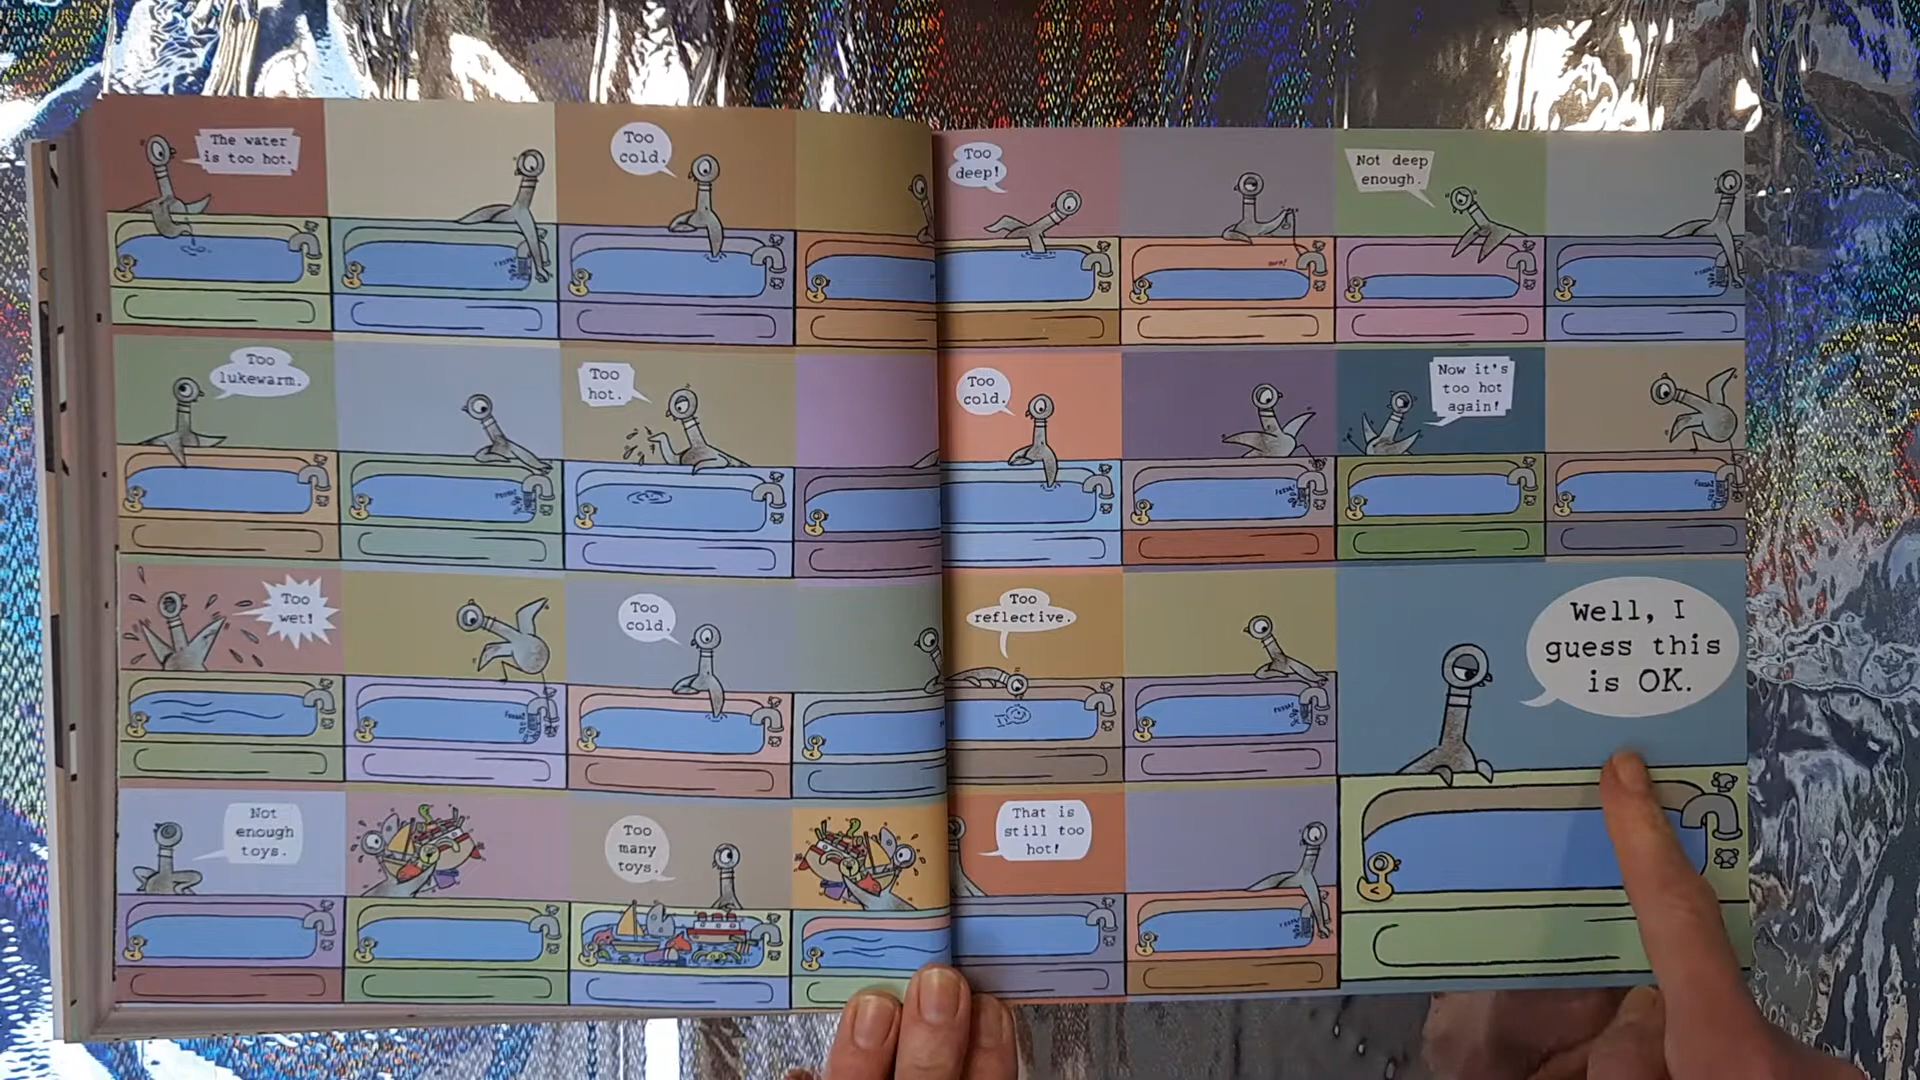 The water
is too hot.
Too
cold.
Too
deep!
Not deep
enough.
Too
lukewarm.
Too
hot.
Too
cold.
Now it's
too hot
again!
Too
wet!
Too
cold.
Too
reflective.
Well, I
guess this
is OK.
Not
enough
toys.
Too
many
toys.
That is
still too
hot!